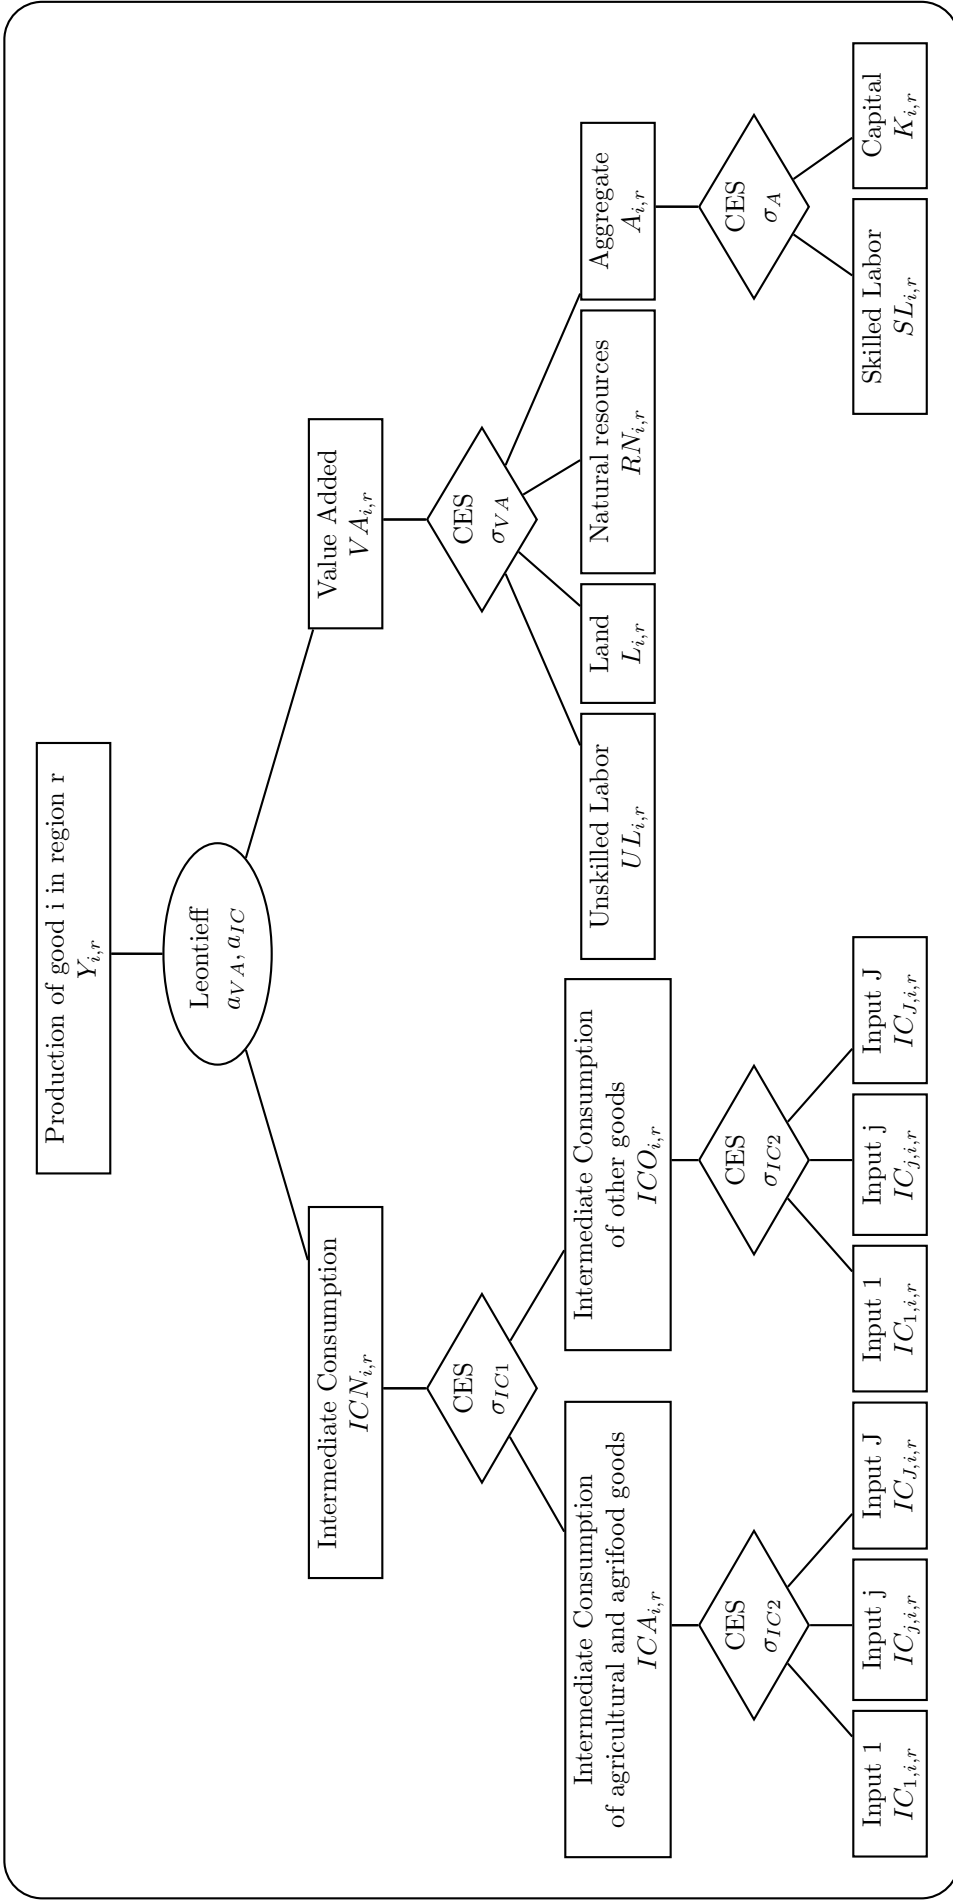 Production of good i in region r
Y_{i,r}
Leontieff
a_{VA}, a_{IC}
Intermediate Consumption
ICN_{i,r}
Value Added
VA_{i,r}
CES
σ_{IC1}
CES
σ_{VA}
Intermediate Consumption
of agricultural and agrifood goods
ICA_{i,r}
Intermediate Consumption
of other goods
ICO_{i,r}
Unskilled Labor
UL_{i,r}
Land
L_{i,r}
Natural resources
RN_{i,r}
Aggregate
A_{i,r}
CES
σ_{IC2}
CES
σ_{IC2}
CES
σ_A
Input 1
IC_{1,i,r}
Input j
IC_{j,i,r}
Input J
IC_{J,i,r}
Input 1
IC_{1,i,r}
Input j
IC_{j,i,r}
Input J
IC_{J,i,r}
Skilled Labor
SL_{i,r}
Capital
K_{i,r}